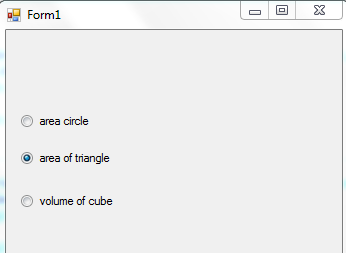 Form1
area circle
area of triangle
volume of cube